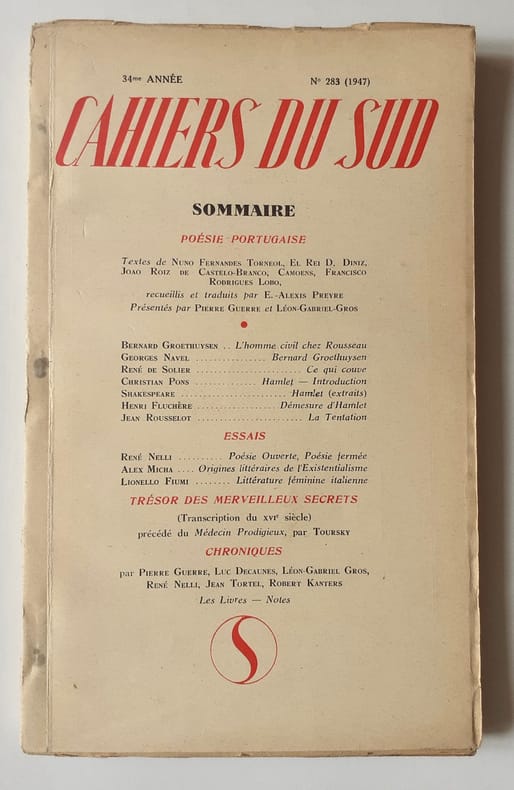 34me ANNÉE N° 283 (1947)
CAHIERS DU SUD
SOMMAIRE
POÉSIE PORTUGAISE
Textes de NUNO FERNANDES TORNEOL, EL REI D. DINIZ,
JOAO ROIZ DE CASTELO-BRANCO, CAMOENS, FRANCISCO
RODRIGUES LOBO,
recueillis et traduits par E.-ALEXIS PREYRE
Présentés par PIERRE GUERRE et LÉON-GABRIEL-GROS
BERNARD GROETHUYSEN .. L'homme civil chez Rousseau
GEORGES NAVEL ................ Bernard Groethuysen
RENÉ DE SOLIER ........................ Ce qui couve
CHRISTIAN PONS ............... Hamlet — Introduction
SHAKESPEARE ........................ Hamlet (extraits)
HENRI FLUCHÈRE ........................ Démesure d'Hamlet
JEAN ROUSSELOT ........................ La Tentation
ESSAIS
RENÉ NELLI .......... Poésie Ouverte, Poésie fermée
ALEX MICHA .... Origines littéraires de l'Existentialisme
LIONELLO FIUMI ........ Littérature féminine italienne
TRÉSOR DES MERVEILLEUX SECRETS
(Transcription du XVIe siècle)
précédé du Médecin Prodigieux, par TOURSKY
CHRONIQUES
par PIERRE GUERRE, LUC DECAUNES, LÉON-GABRIEL GROS,
RENÉ NELLI, JEAN TORTEL, ROBERT KANTERS
Les Livres — Notes
S